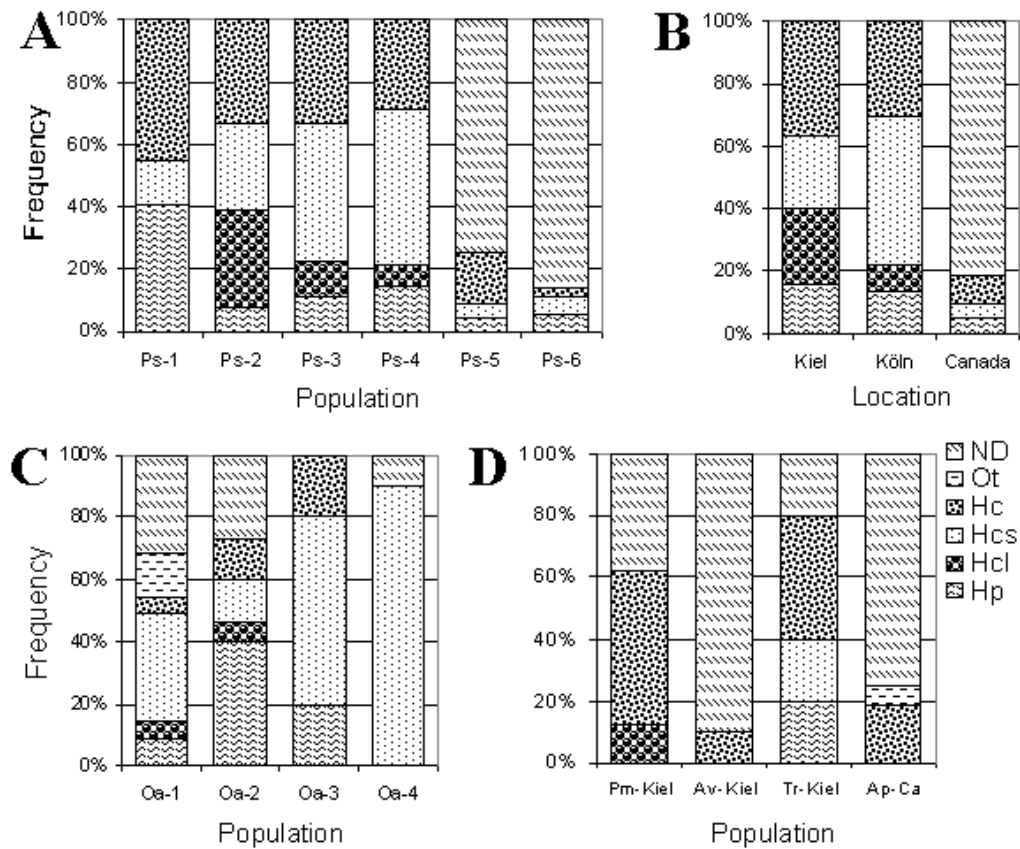 A
Frequency
100%
80%
60%
40%
20%
0%
Ps-1 Ps-2 Ps-3 Ps-4 Ps-5 Ps-6
Population
B
100%
80%
60%
40%
20%
0%
Kiel Köln Canada
Location
C
Frequency
100%
80%
60%
40%
20%
0%
Oa-1 Oa-2 Oa-3 Oa-4
Population
D
100%
80%
60%
40%
20%
0%
Pm-Kiel Av-Kiel Tr-Kiel Ap-Ca
Population
ND
Ot
Hc
Hcs
Hcl
Hp